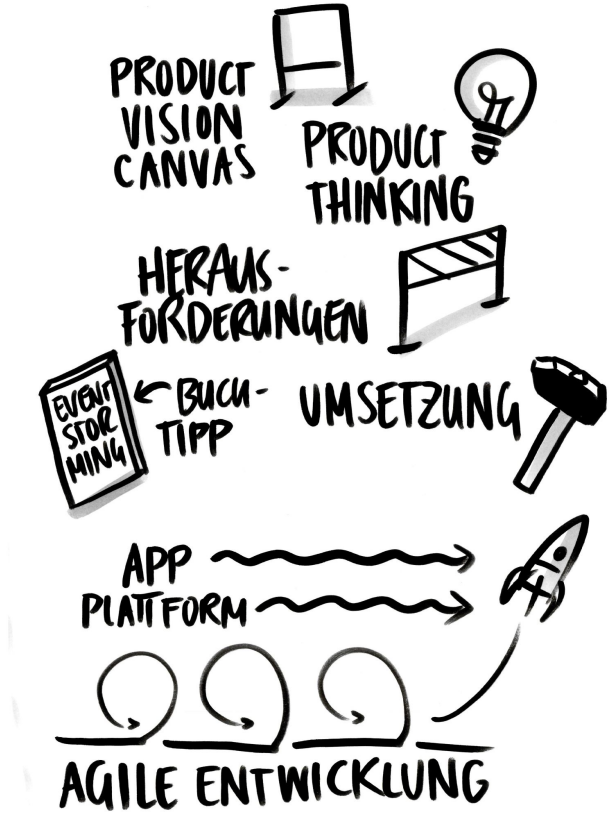 PRODUCT
VISION
CANVAS
PRODUCT
THINKING
HERAUS-
FORDERUNGEN
EVENT
STOR
MING
BUCH-
TIPP
UMSETZUNG
APP
PLATTFORM
AGILE ENTWICKLUNG